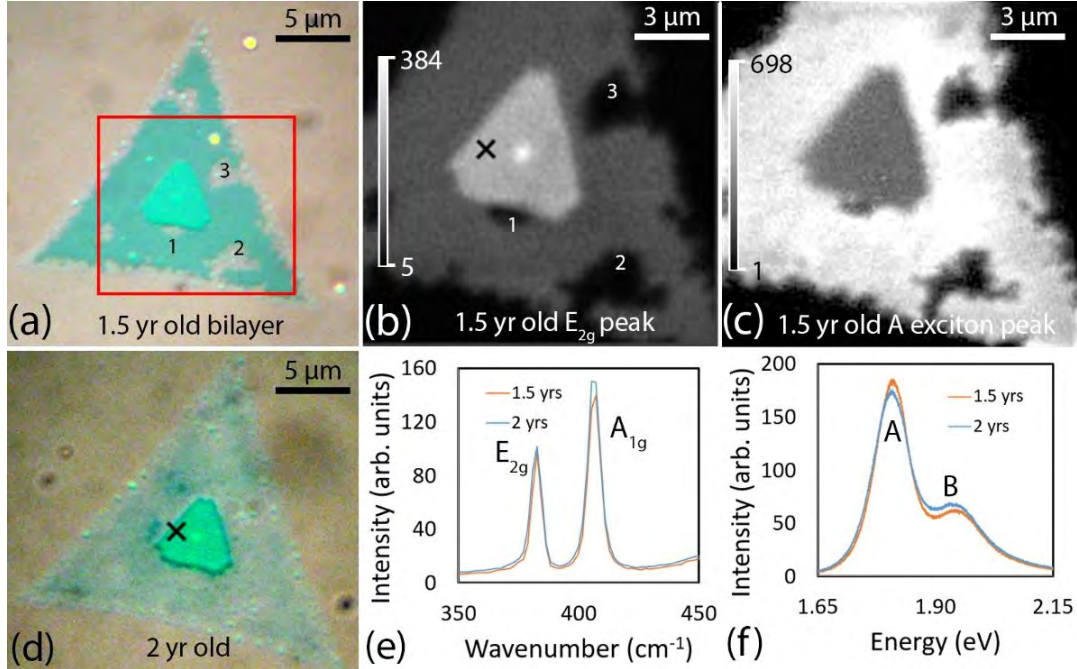 5 μm
3
1
2
(a) 1.5 yr old bilayer
3 μm
384
3
1
2
5
(b) 1.5 yr old E2g peak
3 μm
698
1
(c) 1.5 yr old A exciton peak
5 μm
(d) 2 yr old
Intensity (arb. units)
160
120
80
40
0
1.5 yrs
2 yrs
E2g
A1g
350
400
450
(e) Wavenumber (cm-1)
Intensity (arb. units)
200
150
100
50
0
1.5 yrs
2 yrs
A
B
1.65
1.90
2.15
(f) Energy (eV)